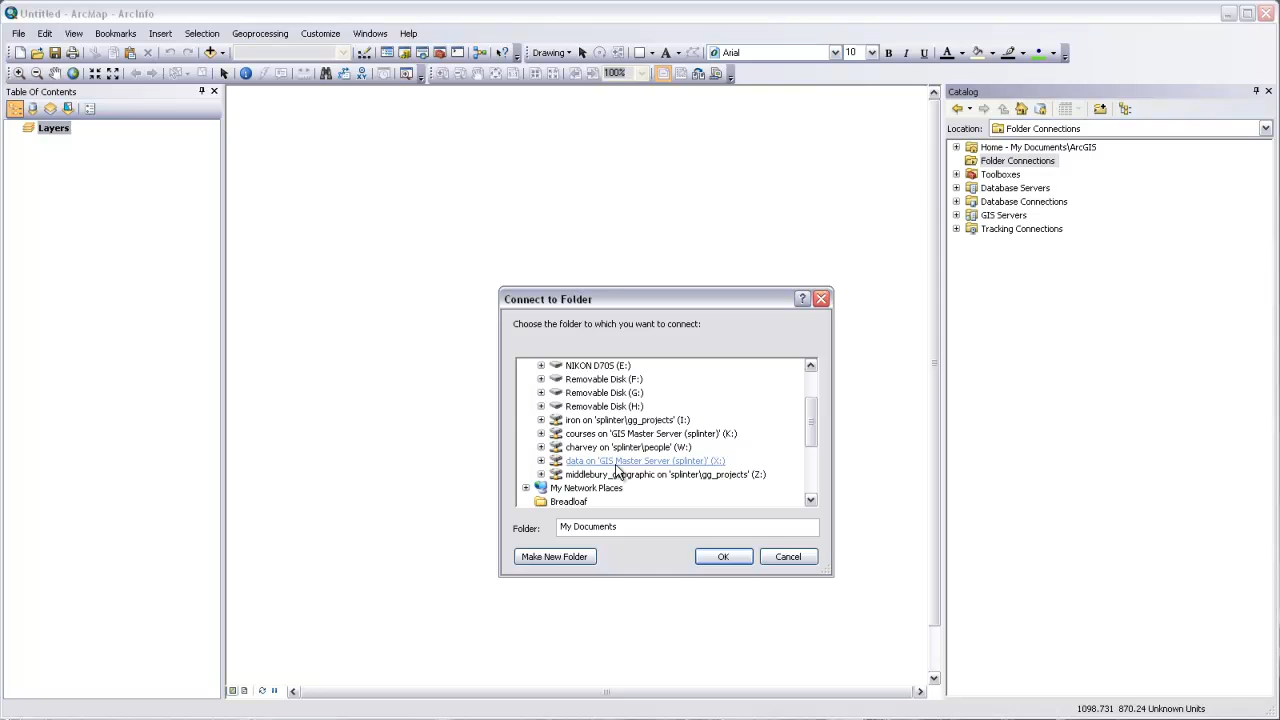 Untitled - ArcMap - ArcInfo
File Edit View Bookmarks Insert Selection Geoprocessing Customize Windows Help
Drawing Arial 10 B I U A
100%
Table Of Contents
Layers
Catalog
Location: Folder Connections
Home - My Documents\ArcGIS
Folder Connections
Toolboxes
Database Servers
Database Connections
GIS Servers
Tracking Connections
Connect to Folder
Choose the folder to which you want to connect:
NIKON D70S (E:)
Removable Disk (F:)
Removable Disk (G:)
Removable Disk (H:)
iron on 'splinter\gg_projects' (I:)
courses on 'GIS Master Server (splinter)' (K:)
charvey on 'splinter\people' (W:)
data on 'GIS Master Server (splinter)' (X:)
on 'splinter\gg_projects' (Z:)
My Network Places
Breadloaf
Folder: My Documents
Make New Folder OK Cancel
1098.731 870.24 Unknown Units